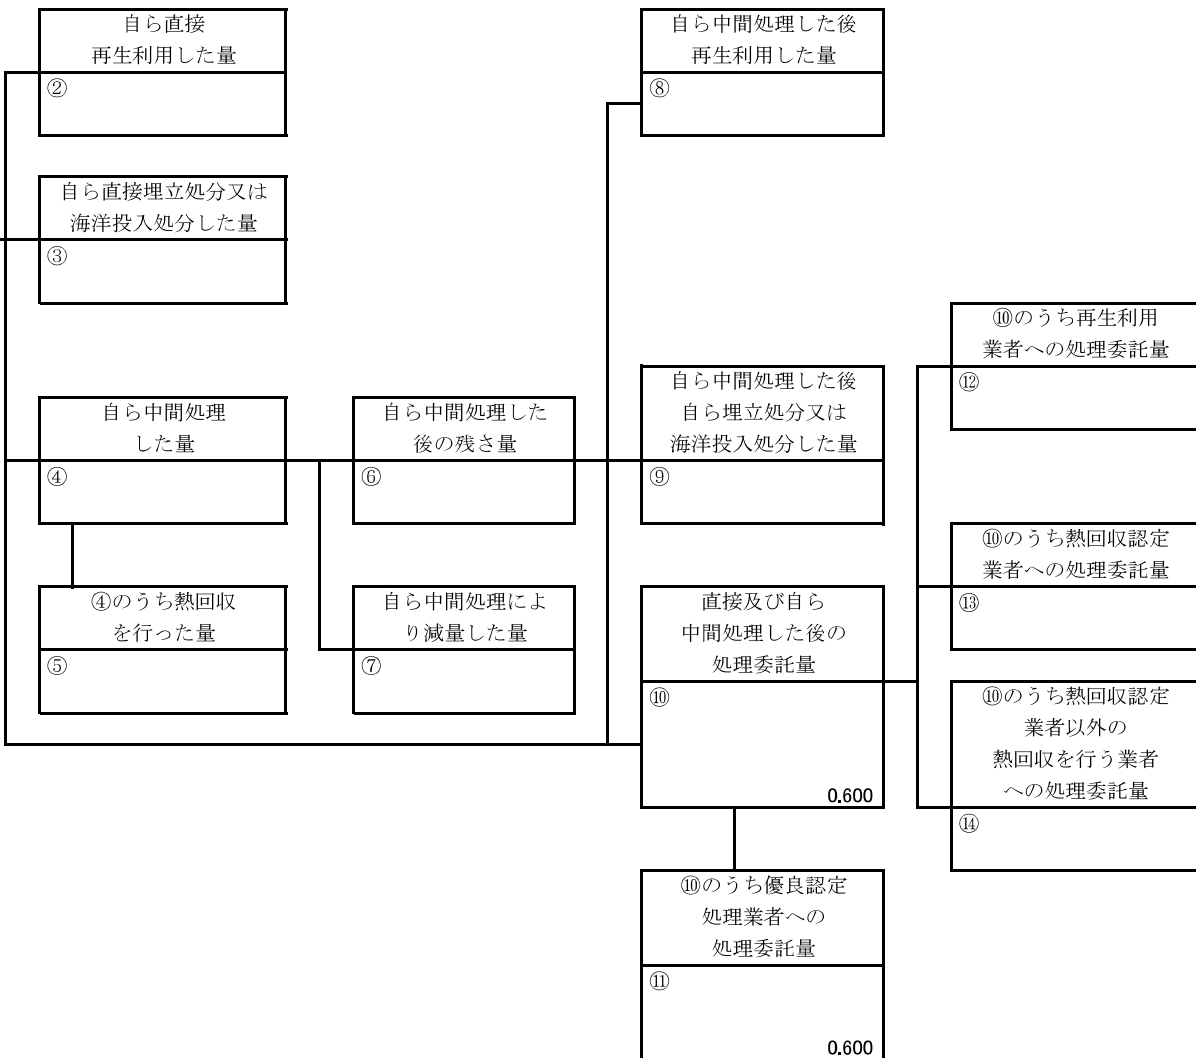 自ら直接
再生利用した量
②
自ら中間処理した後
再生利用した量
⑧
自ら直接埋立処分又は
海洋投入処分した量
③
⑩のうち再生利用
業者への処理委託量
⑫
自ら中間処理
した量
④
自ら中間処理した
後の残さ量
⑥
自ら中間処理した後
自ら埋立処分又は
海洋投入処分した量
⑨
⑩のうち熱回収認定
業者への処理委託量
⑬
④のうち熱回収
を行った量
⑤
自ら中間処理によ
り減量した量
⑦
直接及び自ら
中間処理した後の
処理委託量
⑩
0.600
⑩のうち熱回収認定
業者以外の
熱回収を行う業者
への処理委託量
⑭
⑩のうち優良認定
処理業者への
処理委託量
⑪
0.600